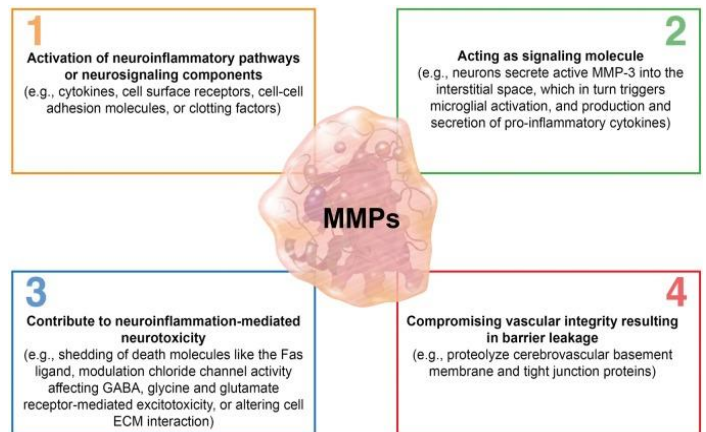 1
Activation of neuroinflammatory pathways
or neurosignaling components
(e.g., cytokines, cell surface receptors, cell-cell
adhesion molecules, or clotting factors)
2
Acting as signaling molecule
(e.g., neurons secrete active MMP-3 into the
interstitial space, which in turn triggers
microglial activation, and production and
secretion of pro-inflammatory cytokines)
MMPs
3
Contribute to neuroinflammation-mediated
neurotoxicity
(e.g., shedding of death molecules like the Fas
ligand, modulation chloride channel activity
affecting GABA, glycine and glutamate
receptor-mediated excitotoxicity, or altering cell
ECM interaction)
4
Compromising vascular integrity resulting
in barrier leakage
(e.g., proteolyze cerebrovascular basement
membrane and tight junction proteins)